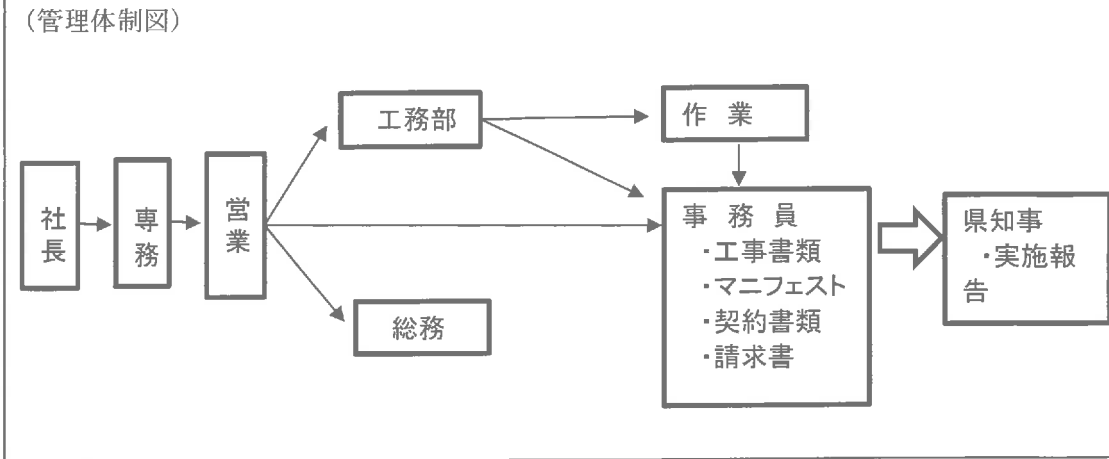 （管理体制図）
社長
専務
営業
工務部
総務
作　業
事　務　員
・工事書類
・マニフェスト
・契約書類
・請求書
県知事
・実施報
告